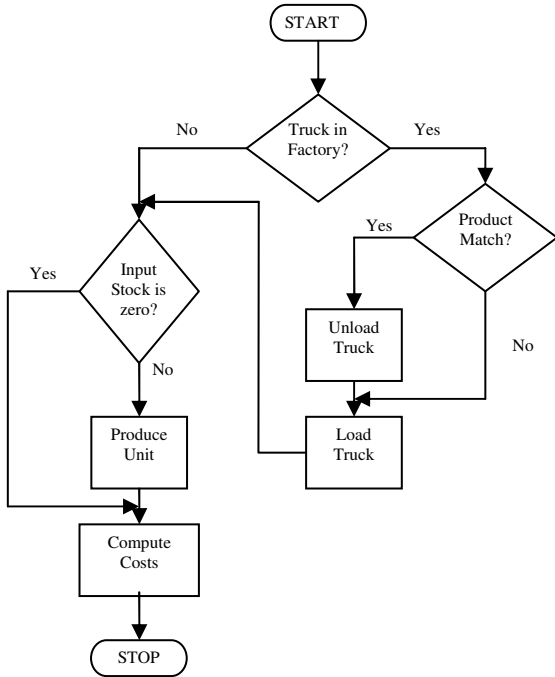 START
No
Truck in
Factory?
Yes
Yes
Product
Match?
Yes
Input
Stock is
zero?
Unload
Truck
No
No
Produce
Unit
Load
Truck
Compute
Costs
STOP